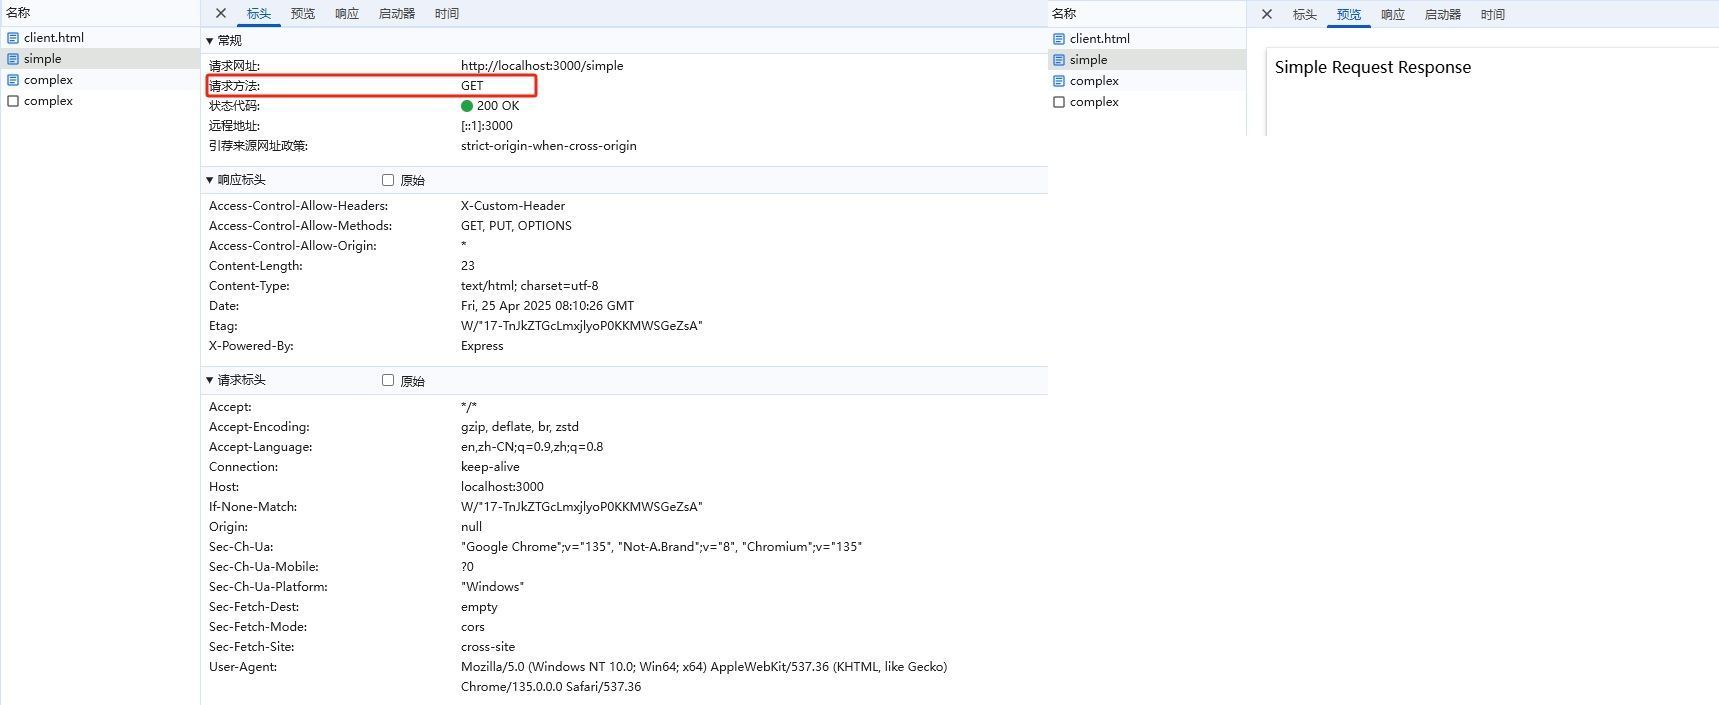 名称
client.html
simple
complex
complex
标头 预览 响应 启动器 时间
常规
请求网址: http://localhost:3000/simple
请求方法: GET
状态代码: 200 OK
远程地址: [::1]:3000
引荐来源网址政策: strict-origin-when-cross-origin
响应标头 原始
Access-Control-Allow-Headers: X-Custom-Header
Access-Control-Allow-Methods: GET, PUT, OPTIONS
Access-Control-Allow-Origin: *
Content-Length: 23
Content-Type: text/html; charset=utf-8
Date: Fri, 25 Apr 2025 08:10:26 GMT
Etag: W/"17-TnJkZTGcLmxjlyoP0KKMWSGeZsA"
X-Powered-By: Express
请求标头 原始
Accept: */*
Accept-Encoding: gzip, deflate, br, zstd
Accept-Language: en,zh-CN;q=0.9,zh;q=0.8
Connection: keep-alive
Host: localhost:3000
If-None-Match: W/"17-TnJkZTGcLmxjlyoP0KKMWSGeZsA"
Origin: null
Sec-Ch-Ua: "Google Chrome";v="135", "Not-A.Brand";v="8", "Chromium";v="135"
Sec-Ch-Ua-Mobile: ?0
Sec-Ch-Ua-Platform: "Windows"
Sec-Fetch-Dest: empty
Sec-Fetch-Mode: cors
Sec-Fetch-Site: cross-site
User-Agent: Mozilla/5.0 (Windows NT 10.0; Win64; x64) AppleWebKit/537.36 (KHTML, like Gecko)
Chrome/135.0.0.0 Safari/537.36
名称
client.html
simple
complex
complex
标头 预览 响应 启动器 时间
Simple Request Response